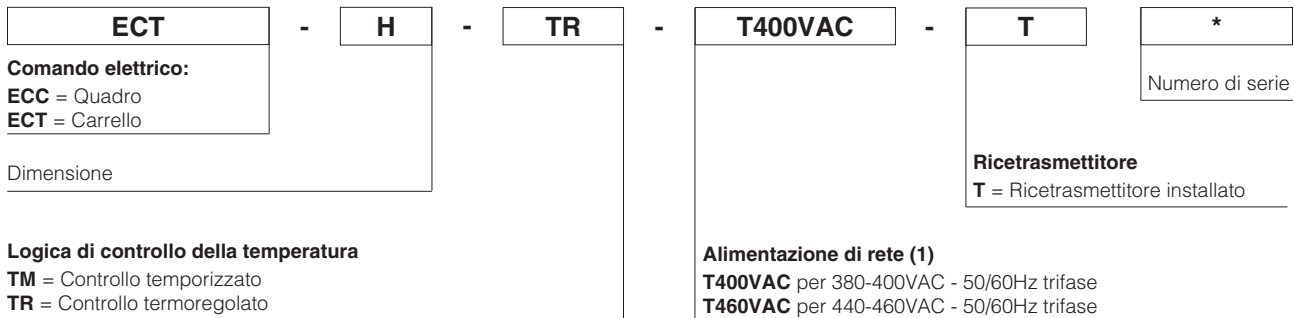 ECT - H - TR - T400VAC - T *
Comando elettrico:
ECC = Quadro
ECT = Carrello
Numero di serie
Dimensione
Ricetrasmettitore
T = Ricetrasmettitore installato
Logica di controllo della temperatura
TM = Controllo temporizzato
TR = Controllo termoregolato
Alimentazione di rete (1)
T400VAC per 380-400VAC - 50/60Hz trifase
T460VAC per 440-460VAC - 50/60Hz trifase